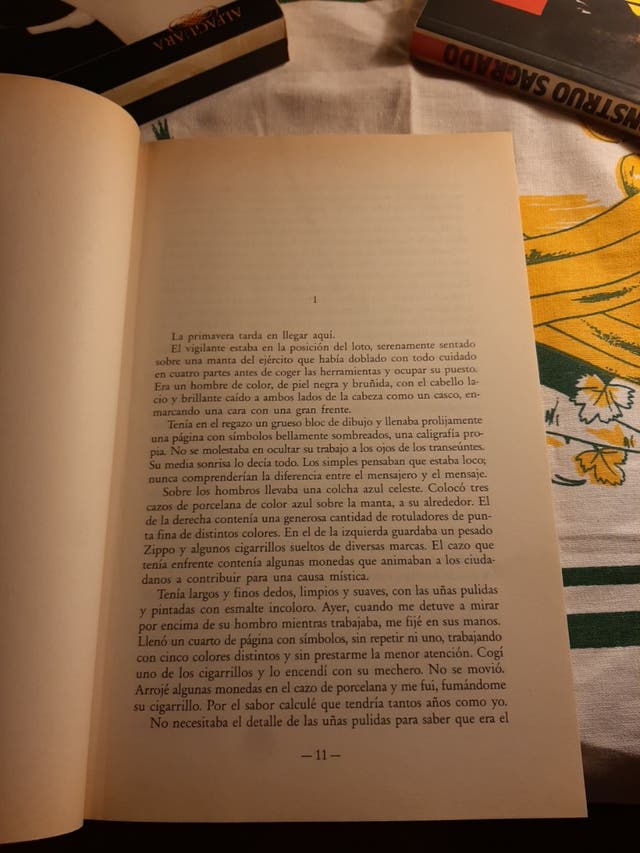 ALFAGUARA
NSTRUO SAGRADO
1
La primavera tarda en llegar aquí.
El vigilante estaba en la posición del loto, serenamente sentado
sobre una manta del ejército que había doblado con todo cuidado
en cuatro partes antes de coger las herramientas y ocupar su puesto.
Era un hombre de color, de piel negra y bruñida, con el cabello la-
cio y brillante caído a ambos lados de la cabeza como un casco, en-
marcando una cara con una gran frente.
Tenía en el regazo un grueso bloc de dibujo y llenaba prolijamente
una página con símbolos bellamente sombreados, una caligrafía pro-
pia. No se molestaba en ocultar su trabajo a los ojos de los transeúntes.
Su media sonrisa lo decía todo. Los simples pensaban que estaba loco;
nunca comprenderían la diferencia entre el mensajero y el mensaje.
Sobre los hombros llevaba una colcha azul celeste. Colocó tres
cazos de porcelana de color azul sobre la manta, a su alrededor. El
de la derecha contenía una generosa cantidad de rotuladores de pun-
ta fina de distintos colores. En el de la izquierda guardaba un pesado
Zippo y algunos cigarrillos sueltos de diversas marcas. El cazo que
tenía enfrente contenía algunas monedas que animaban a los ciuda-
danos a contribuir para una causa mística.
Tenía largos y finos dedos, limpios y suaves, con las uñas pulidas
y pintadas con esmalte incoloro. Ayer, cuando me detuve a mirar
por encima de su hombro mientras trabajaba, me fijé en sus manos.
Llenó un cuarto de página con símbolos, sin repetir ni uno, trabajando
con cinco colores distintos y sin prestarme la menor atención. Cogí
uno de los cigarrillos y lo encendí con su mechero. No se movió.
Arrojé algunas monedas en el cazo de porcelana y me fui, fumándome
su cigarrillo. Por el sabor calculé que tendría tantos años como yo.
No necesitaba el detalle de las uñas pulidas para saber que era el
— 11 —